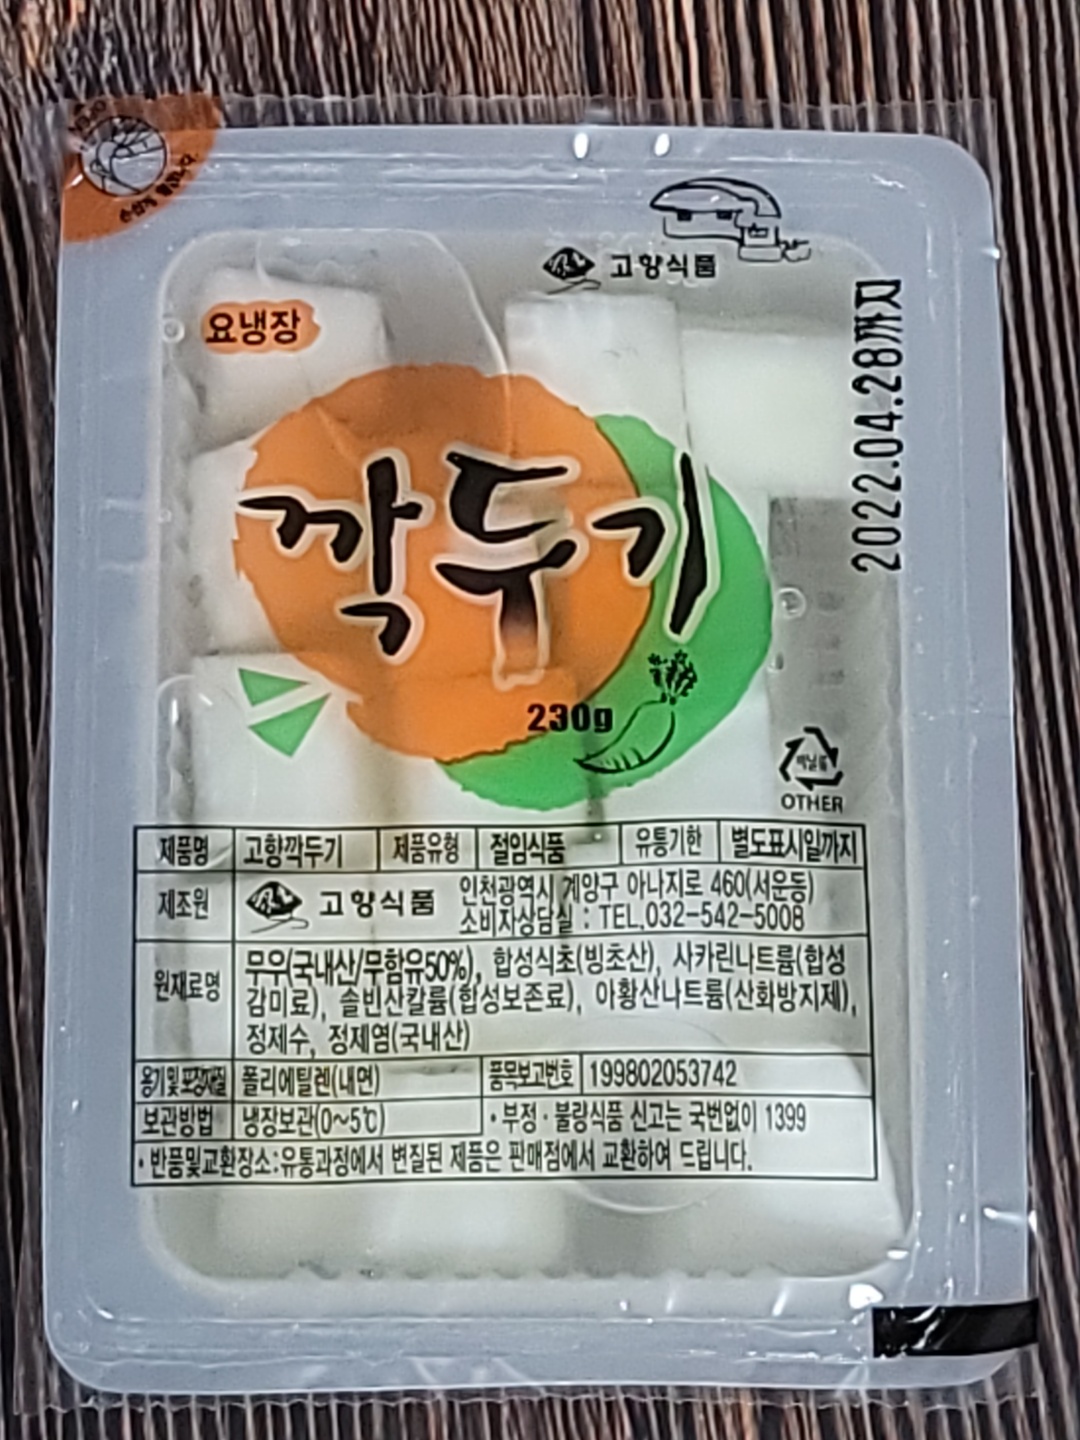 고향식품
요냉장
2022.04.28까지
깍두기
230g
비닐류
OTHER
제품명 고향깍두기 제품유형 절임식품 유통기한 별도표시일까지
제조원 고향식품 인천광역시 계양구 아나지로 460(서운동)
소비자상담실 : TEL.032-542-5008
원재료명 무우(국내산/무함유50%), 합성식초(빙초산), 사카린나트륨(합성
감미료), 솔빈산칼륨(합성보존료), 아황산나트륨(산화방지제),
정제수, 정제염(국내산)
용기및포장재질 폴리에틸렌(내면) 품목보고번호 199802053742
보관방법 냉장보관(0~5℃) • 부정 · 불량식품 신고는 국번없이 1399
• 반품및교환장소:유통과정에서 변질된 제품은 판매점에서 교환하여 드립니다.